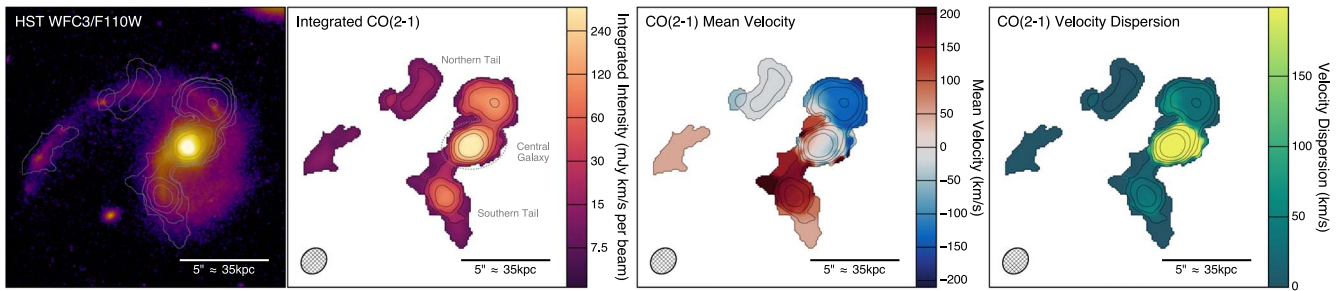 HST WFC3/F110W
5" ≈ 35kpc
Integrated CO(2-1)
Northern Tail
Central
Galaxy
Southern Tail
5" ≈ 35kpc
240
120
60
30
15
7.5
Integrated Intensity (mJy km/s per beam)
CO(2-1) Mean Velocity
5" ≈ 35kpc
200
150
100
50
0
−50
−100
−150
−200
Mean Velocity (km/s)
CO(2-1) Velocity Dispersion
5" ≈ 35kpc
150
100
50
0
Velocity Dispersion (km/s)